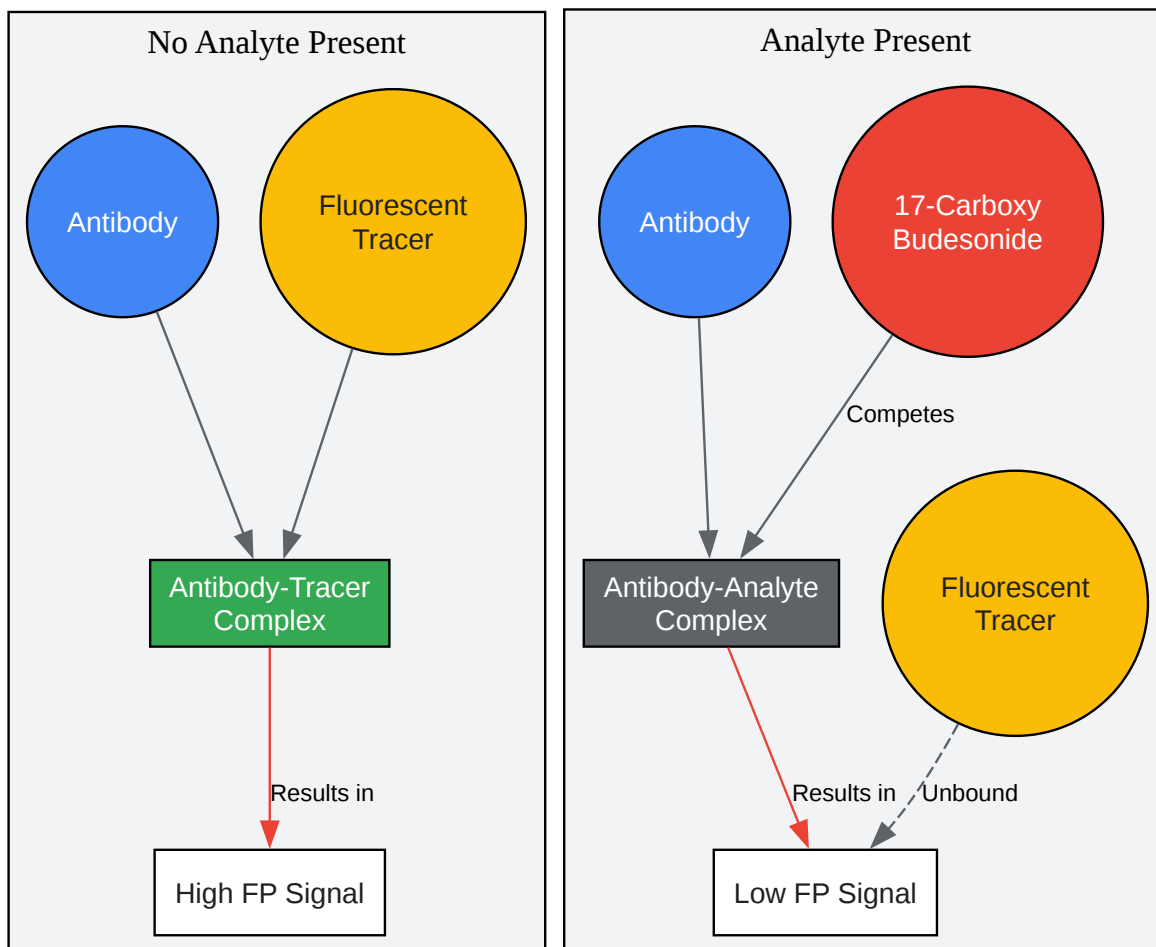 No Analyte Present
Antibody
Fluorescent
Tracer
Antibody-Tracer
Complex
Results in
High FP Signal
Analyte Present
Antibody
17-Carboxy
Budesonide
Competes
Antibody-Analyte
Complex
Fluorescent
Tracer
Results in
Unbound
Low FP Signal